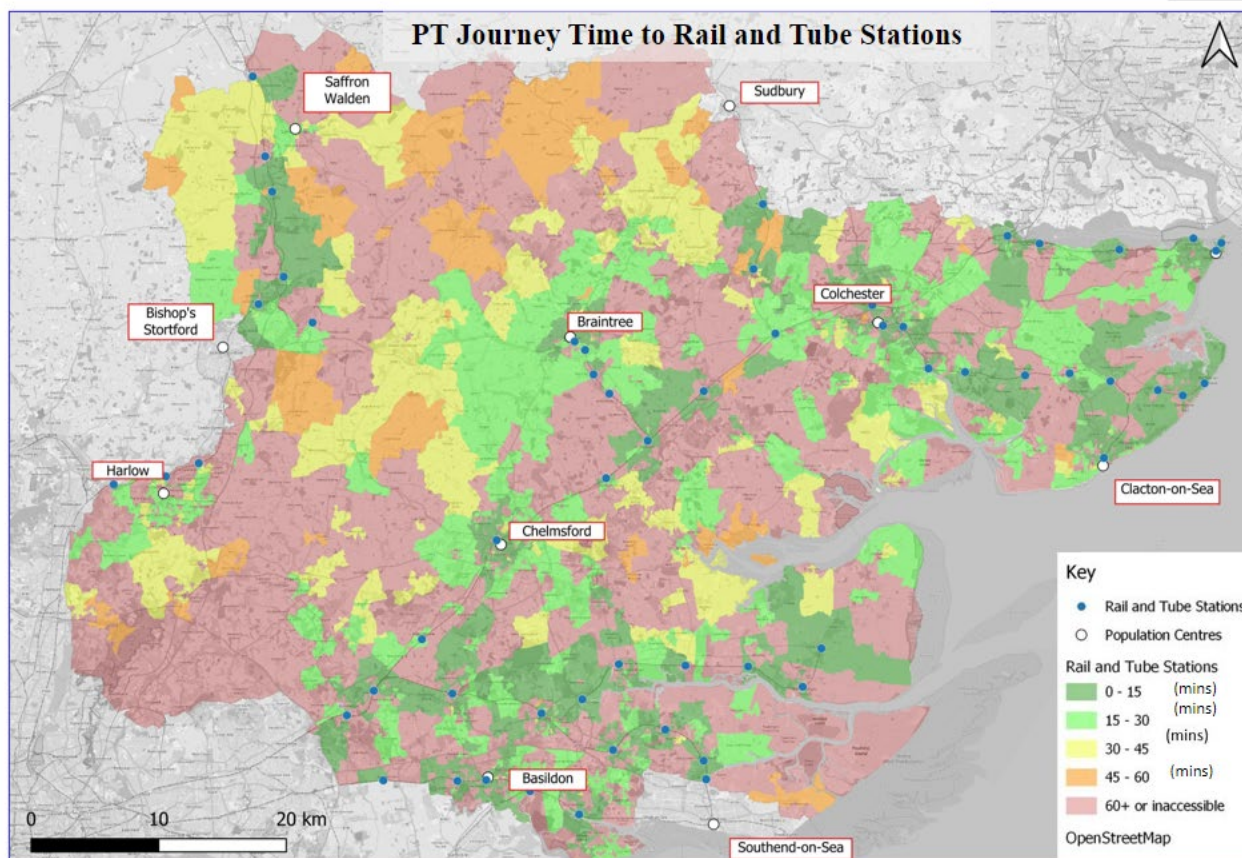 PT Journey Time to Rail and Tube Stations
Saffron
Walden
Sudbury
Bishop's
Stortford
Braintree
Colchester
Harlow
Clacton-on-Sea
Chelmsford
Basildon
Southend-on-Sea
Key
Rail and Tube Stations
Population Centres
Rail and Tube Stations
0 - 15 (mins)
15 - 30 (mins)
30 - 45 (mins)
45 - 60 (mins)
60+ or inaccessible
OpenStreetMap
0 10 20 km